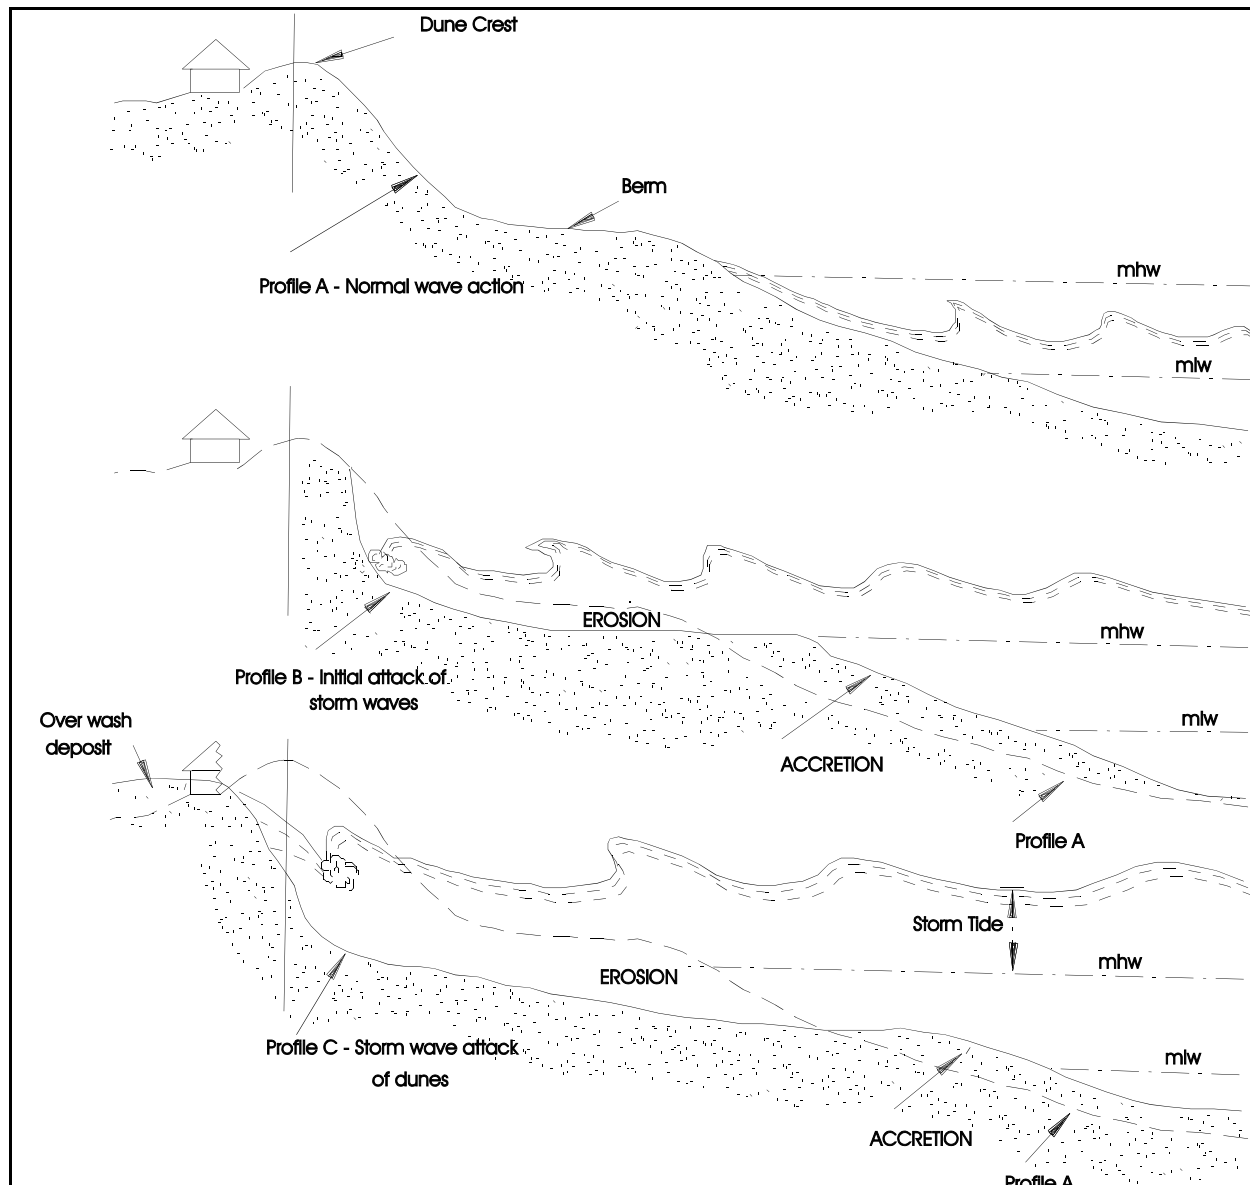 Dune Crest
Berm
Profile A - Normal wave action
mhw
mlw
EROSION
mhw
Profile B - Initial attack of
storm waves
Over wash
deposit
mlw
ACCRETION
Profile A
Storm Tide
mhw
EROSION
Profile C - Storm wave attack
of dunes
mlw
ACCRETION
Profile A